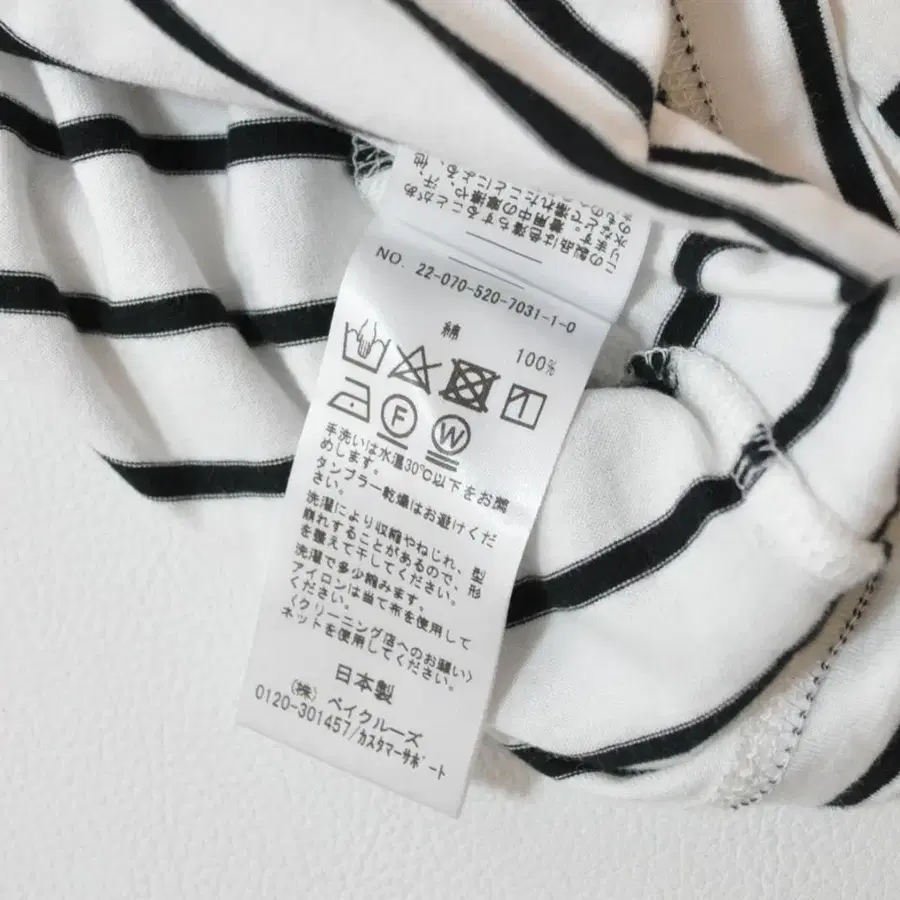 NO. 22-070-520-7031-1-0
綿 100%
F W
手洗いは水温30℃以下をお奨
めします。
タンブラー乾燥はお避けくだ
さい。
洗濯により収縮やねじれ、型
崩れすることがあるので、形
を整えて干してください。
洗濯で多少縮みます。
アイロンは当て布を使用して
ください。
〈クリーニング店へのお願い〉
ネットを使用してください。
日本製
(株) ベイクルーズ
0120-301457/カスタマーサポート